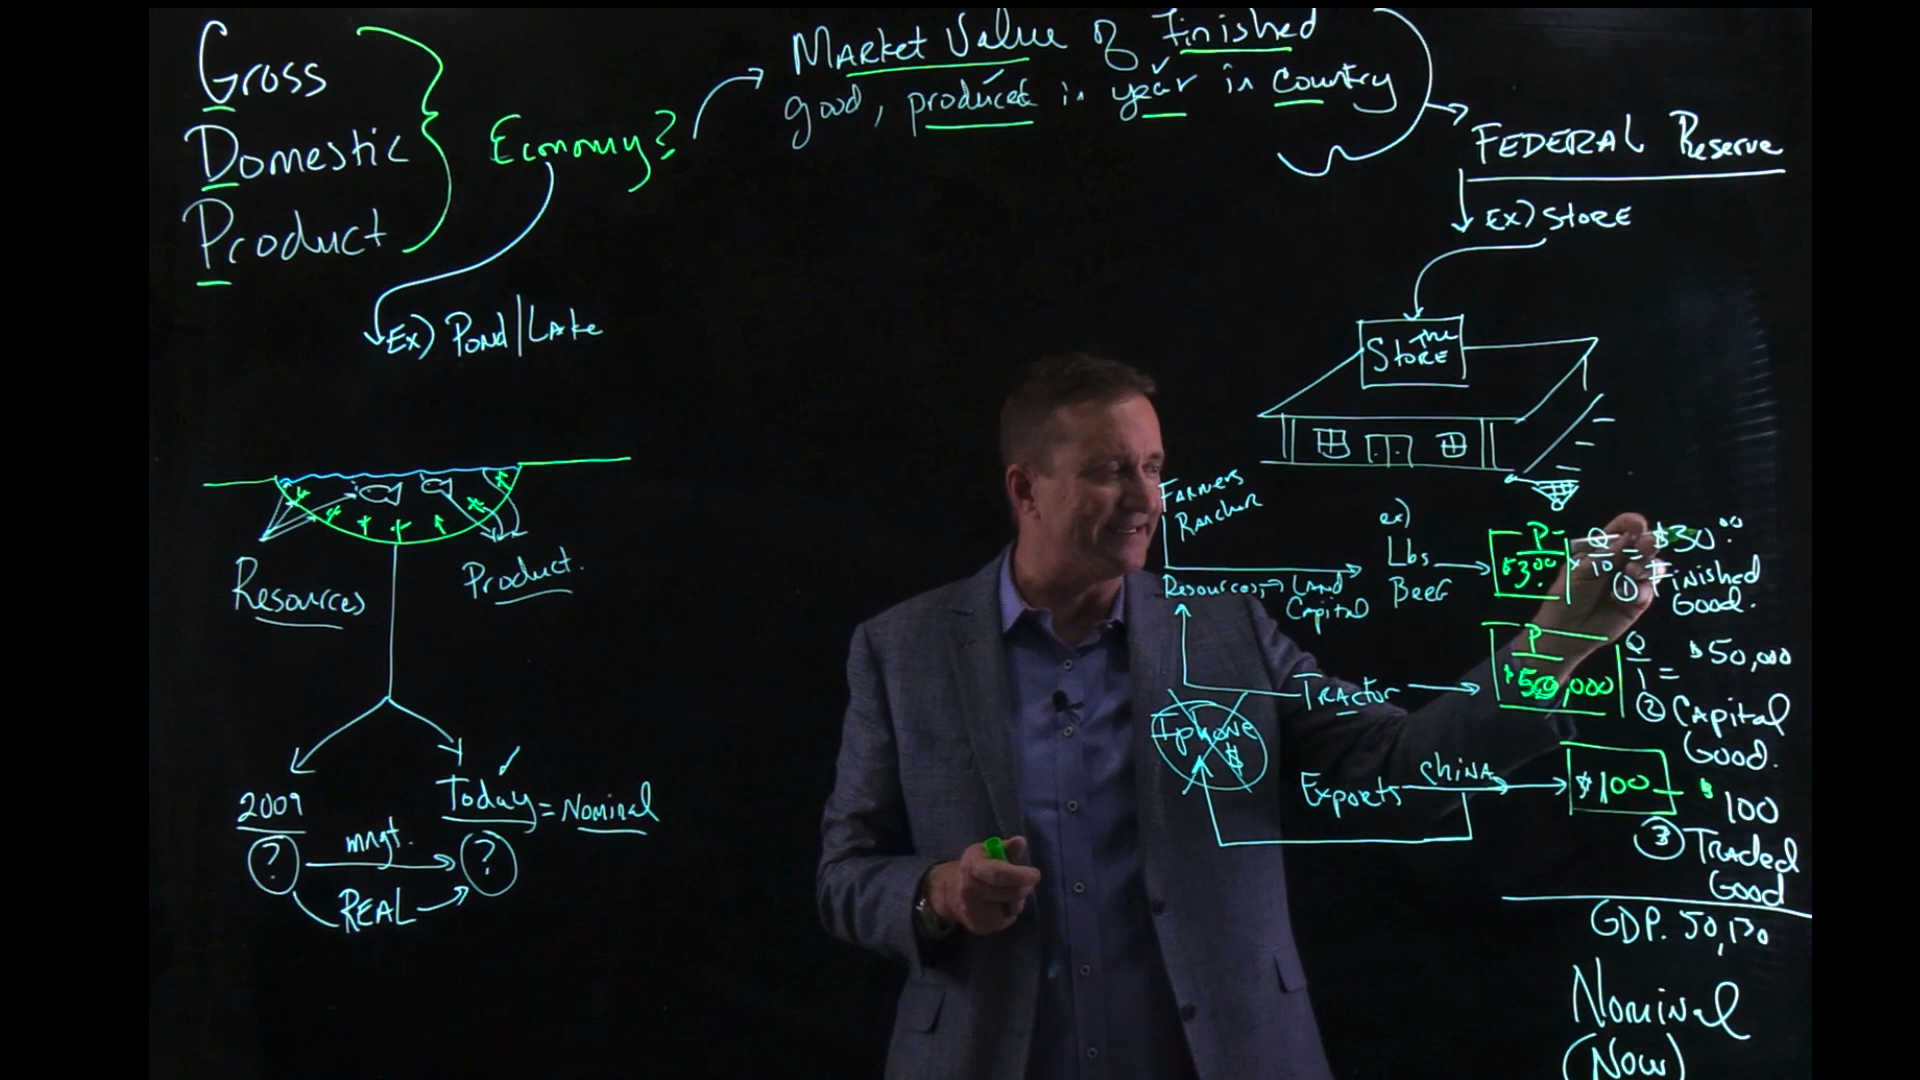 Gross
Domestic
Product
Economy?
Market Value of Finished
good, produced in year in Country
FEDERAL Reserve
Ex) STORE
The
STORE
Ex) Pond/Lake
Resources
Product.
2009
?
mngt.
REAL
Today = Nominal
?
Farmers
Rancher
Resources → Land
Capital
ex)
Lbs
Beef
P
$3.00
x
Q
10
= $30.00
① Finished
Good.
Tractor
P
$50,000
Q
1
= $50,000
② Capital
Good.
Iphone
$
Exports
China
$100
$100
③ Traded
Good
GDP. 50,130
Nominal
(Now)